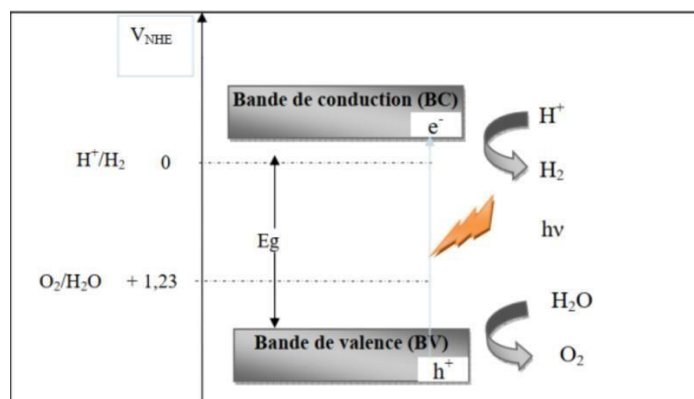 V_NHE
Bande de conduction (BC)
e⁻
H⁺
H⁺/H₂ 0
H₂
Eg
hν
O₂/H₂O + 1,23
H₂O
Bande de valence (BV)
h⁺
O₂